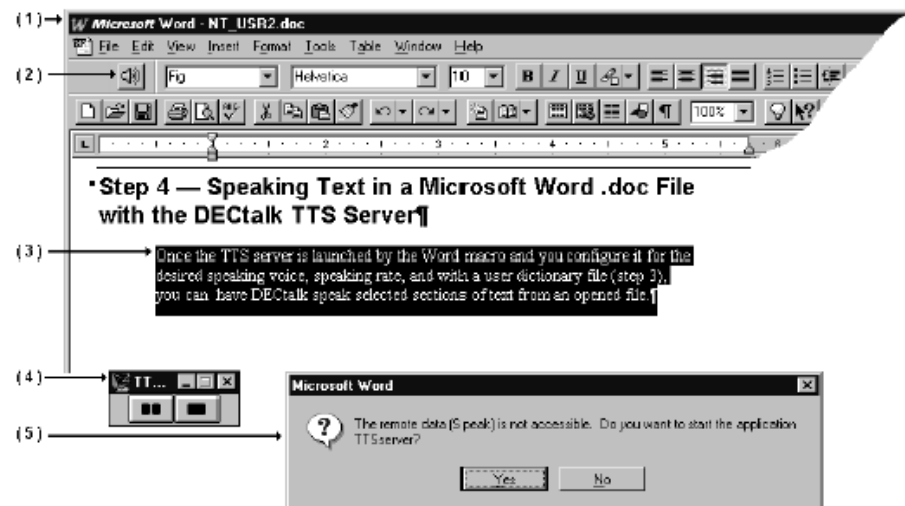 (1) Microsoft Word - NT_USR2.doc
File Edit View Insert Format Tools Table Window Help
(2) Fig Helvetica 10 B I U
100%
L 2 3 4 5 6
Step 4 — Speaking Text in a Microsoft Word .doc File
with the DECtalk TTS Server¶
(3) Once the TTS server is launched by the Word macro and you configure it for the
desired speaking voice, speaking rate, and with a user dictionary file (step 3),
you can have DECtalk speak selected sections of text from an opened file.¶
(4) TT...
Microsoft Word
(5) The remote data (Speak) is not accessible. Do you want to start the application
TTSserver?
Yes No